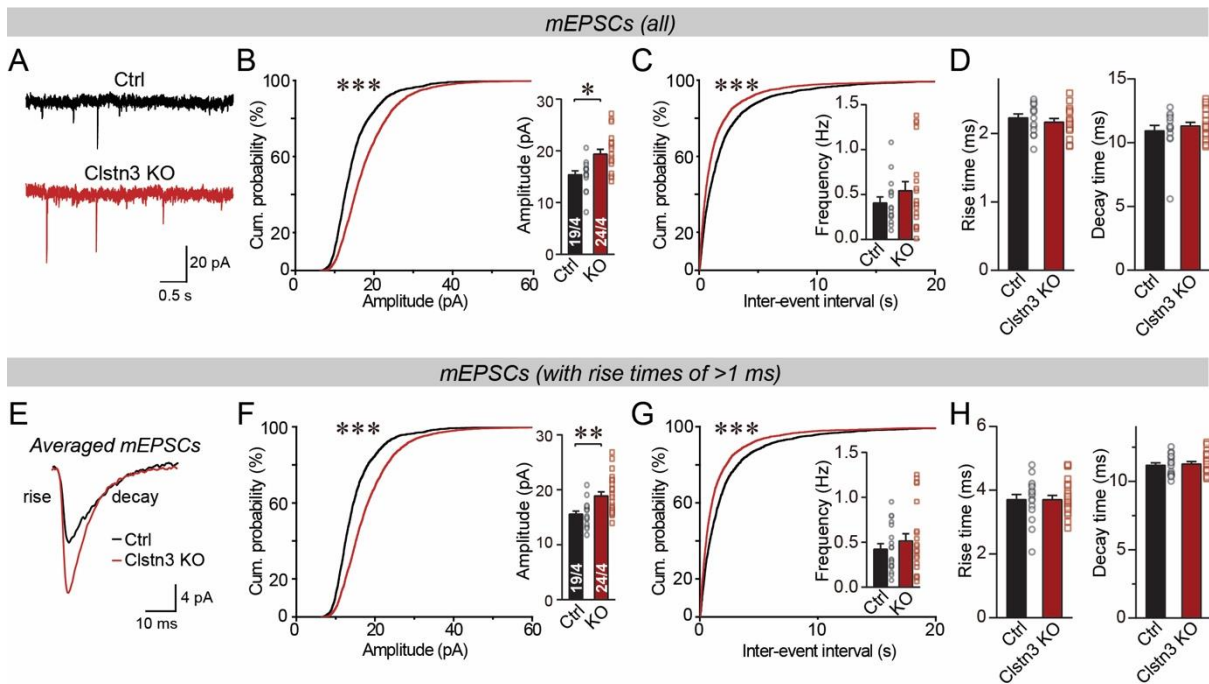 mEPSCs (all)
A
Ctrl
Clstn3 KO
20 pA
0.5 s
B
Cum. probability (%)
100
80
60
40
20
0
***
0 20 40 60
Amplitude (pA)
*
Amplitude (pA)
30
20
10
0
19/4
24/4
Ctrl
KO
C
Cum. probability (%)
100
80
60
40
20
0
***
0 10 20
Inter-event interval (s)
Frequency (Hz)
1.5
1.0
0.5
0.0
Ctrl
KO
D
Rise time (ms)
2
0
Ctrl
Clstn3 KO
Decay time (ms)
15
10
5
0
Ctrl
Clstn3 KO
mEPSCs (with rise times of >1 ms)
E
Averaged mEPSCs
rise
decay
Ctrl
Clstn3 KO
4 pA
10 ms
F
Cum. probability (%)
100
80
60
40
20
0
***
0 20 40 60
Amplitude (pA)
**
Amplitude (pA)
30
20
10
0
19/4
24/4
Ctrl
KO
G
Cum. probability (%)
100
80
60
40
20
0
***
0 10 20
Inter-event interval (s)
Frequency (Hz)
1.5
1.0
0.5
0.0
Ctrl
KO
H
Rise time (ms)
6
4
2
0
Ctrl
Clstn3 KO
Decay time (ms)
10
5
0
Ctrl
Clstn3 KO